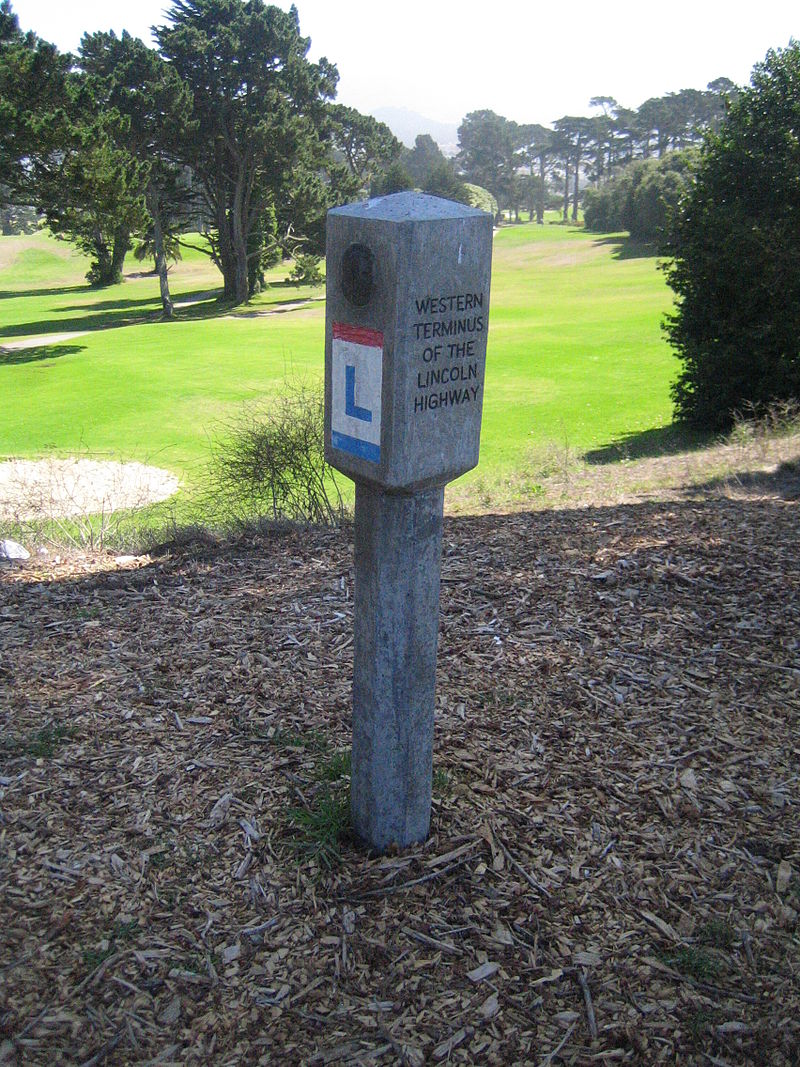 L
WESTERN
TERMINUS
OF THE
LINCOLN
HIGHWAY